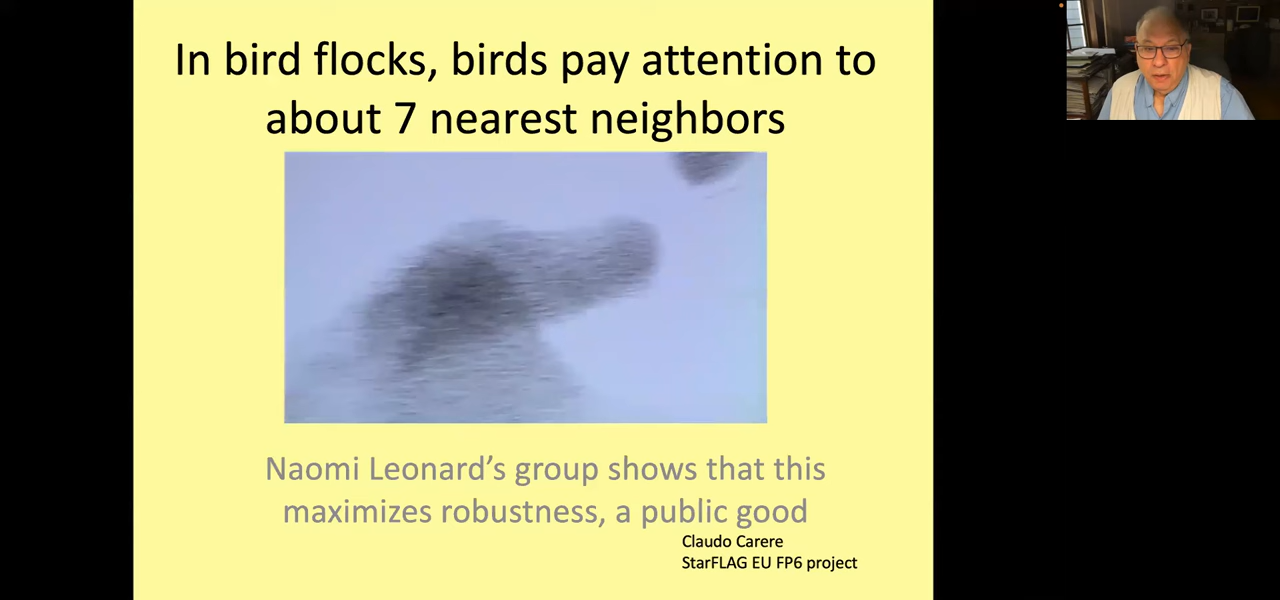 In bird flocks, birds pay attention to
about 7 nearest neighbors
Naomi Leonard’s group shows that this
maximizes robustness, a public good
Claudo Carere
StarFLAG EU FP6 project